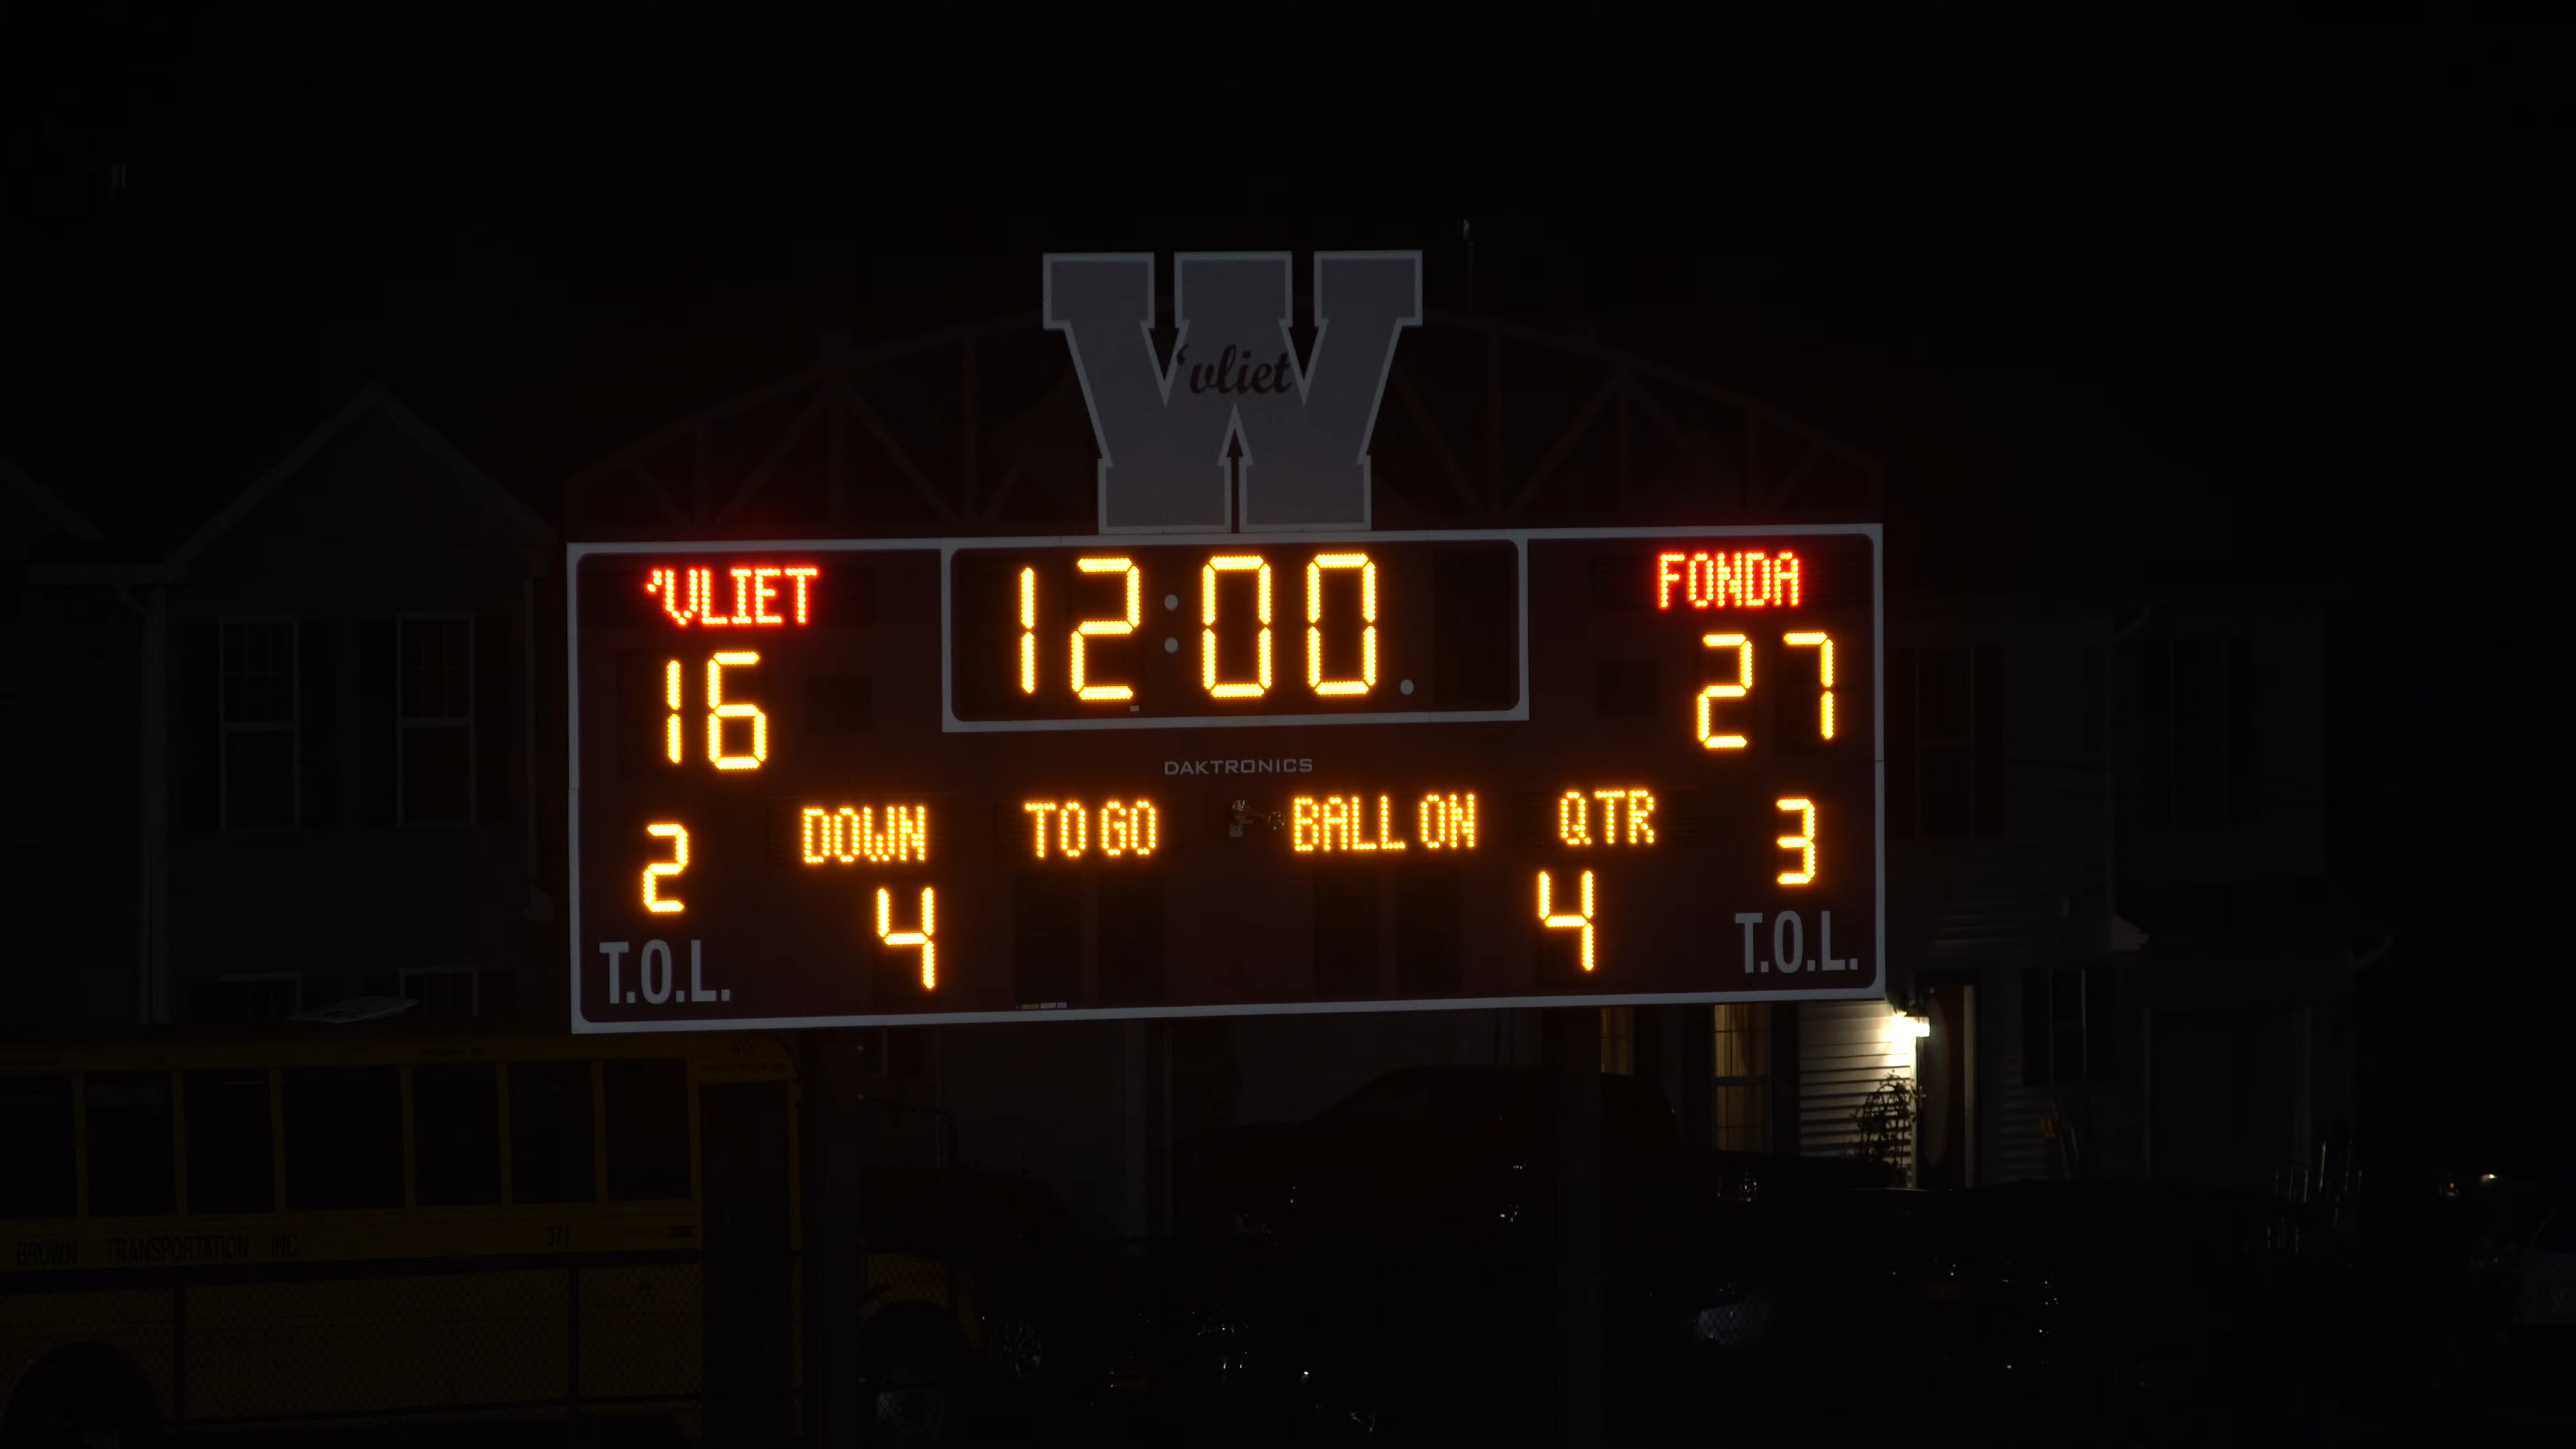 ‘vliet
‘VLIET 12:00 FONDA
16 27
DAKTRONICS
DOWN TO GO BALL ON QTR
2 4 4 3
T.O.L. T.O.L.
BROWN TRANSPORTATION INC. 371